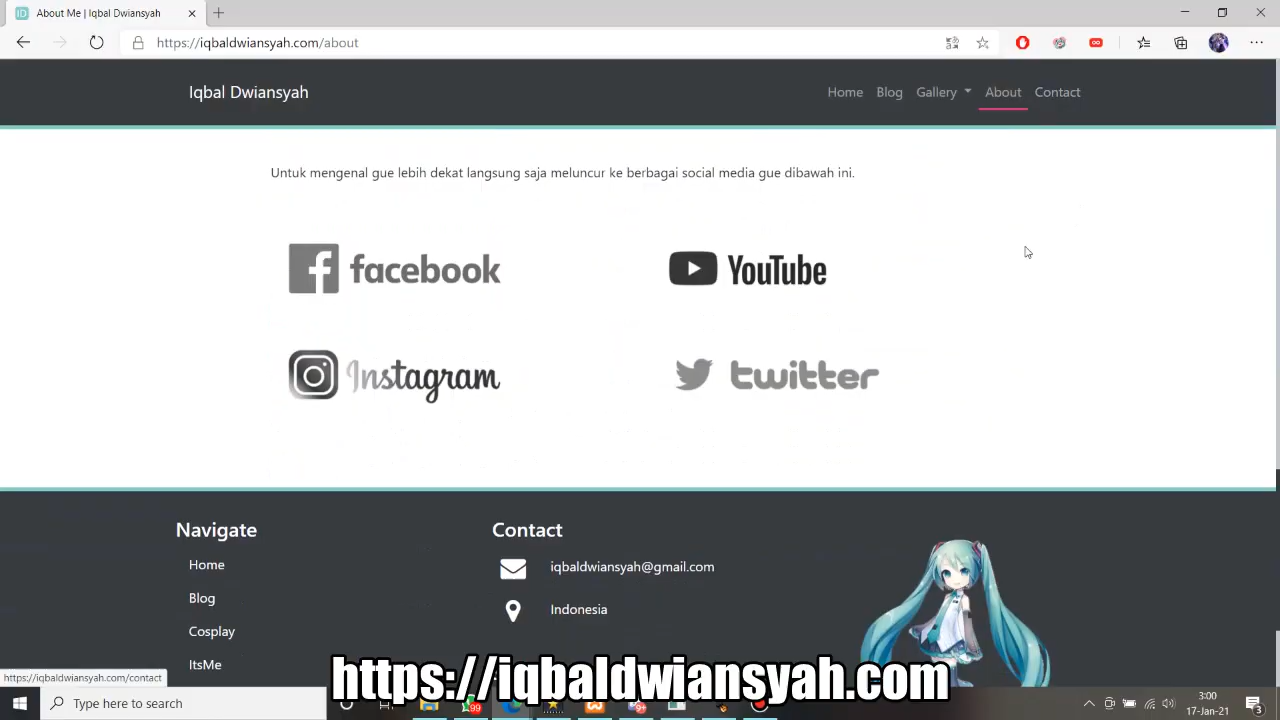 About Me | Iqbal Dwiansyah
https://iqbaldwiansyah.com/about
Iqbal Dwiansyah
Home
Blog
Gallery
About
Contact
Untuk mengenal gue lebih dekat langsung saja meluncur ke berbagai social media gue dibawah ini.
facebook
YouTube
Instagram
twitter
Navigate
Home
Blog
Cosplay
ItsMe
Contact
iqbaldwiansyah@gmail.com
Indonesia
https://iqbaldwiansyah.com/contact
https://iqbaldwiansyah.com
Type here to search
99
9+
3:00
17-Jan-21
3